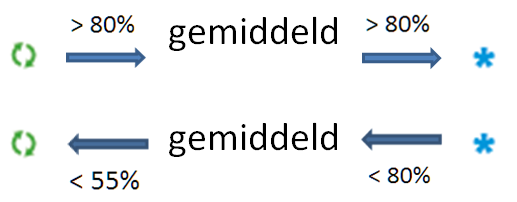 > 80% gemiddeld > 80%
gemiddeld
< 55% < 80%